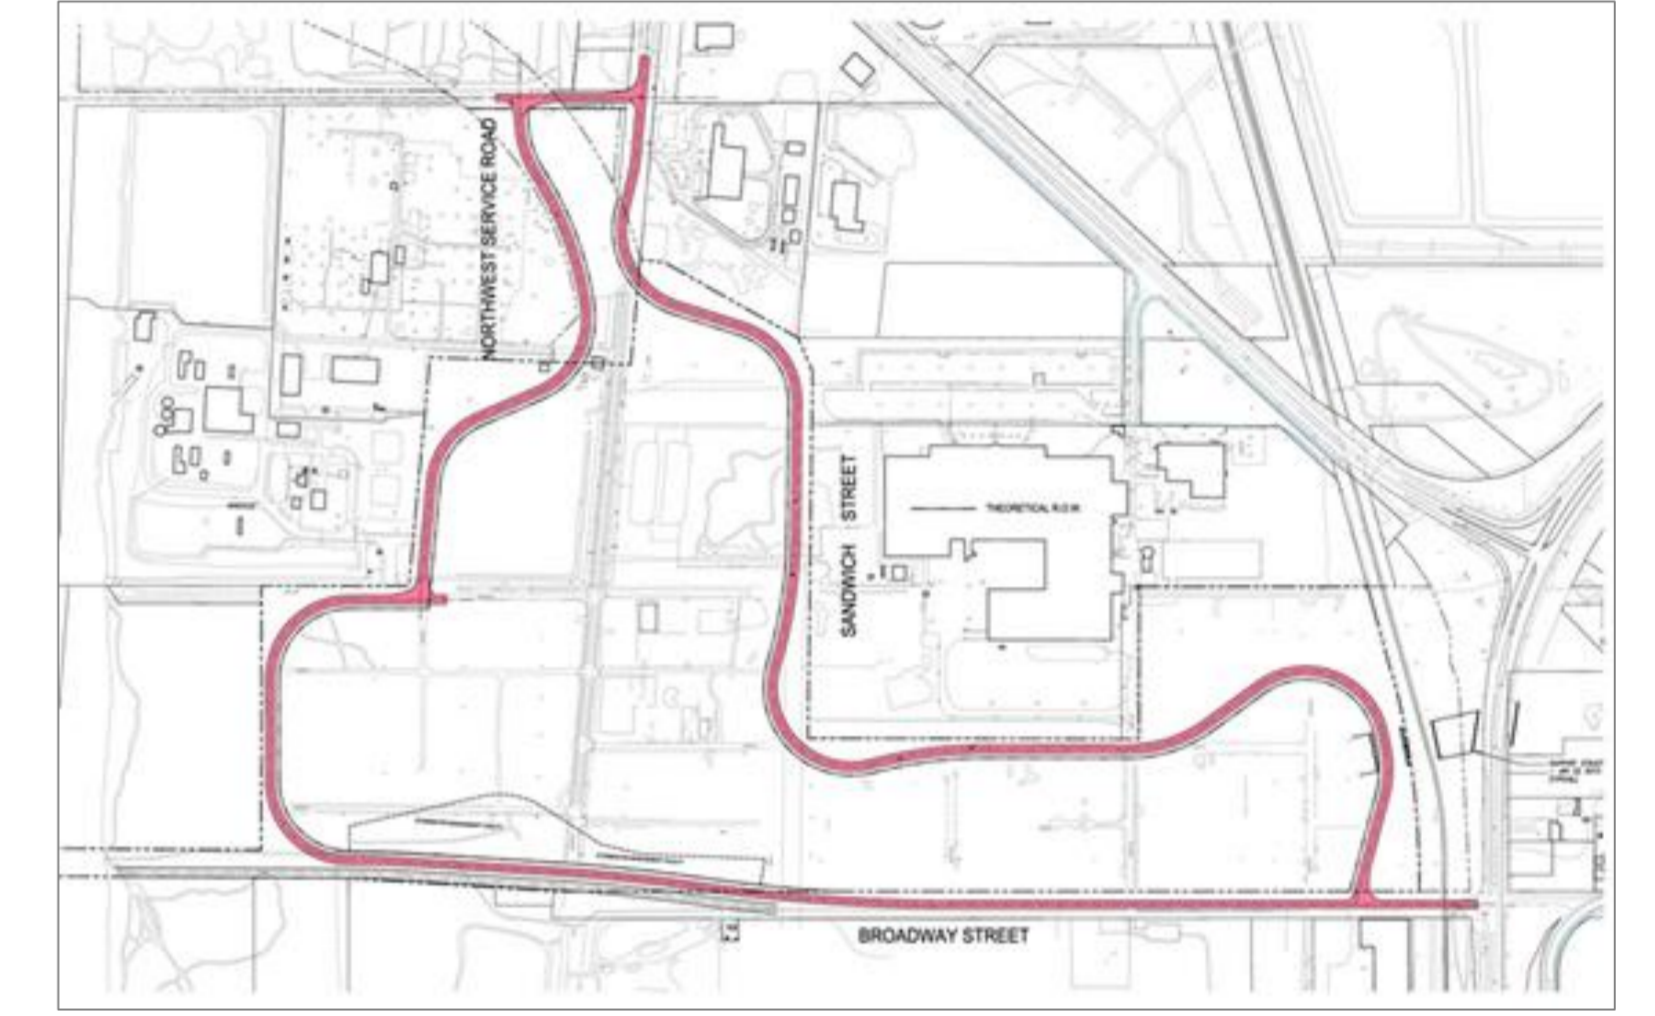 NORTHWEST SERVICE ROAD
SANDWICH STREET
THEORETICAL R.O.W.
BROADWAY STREET